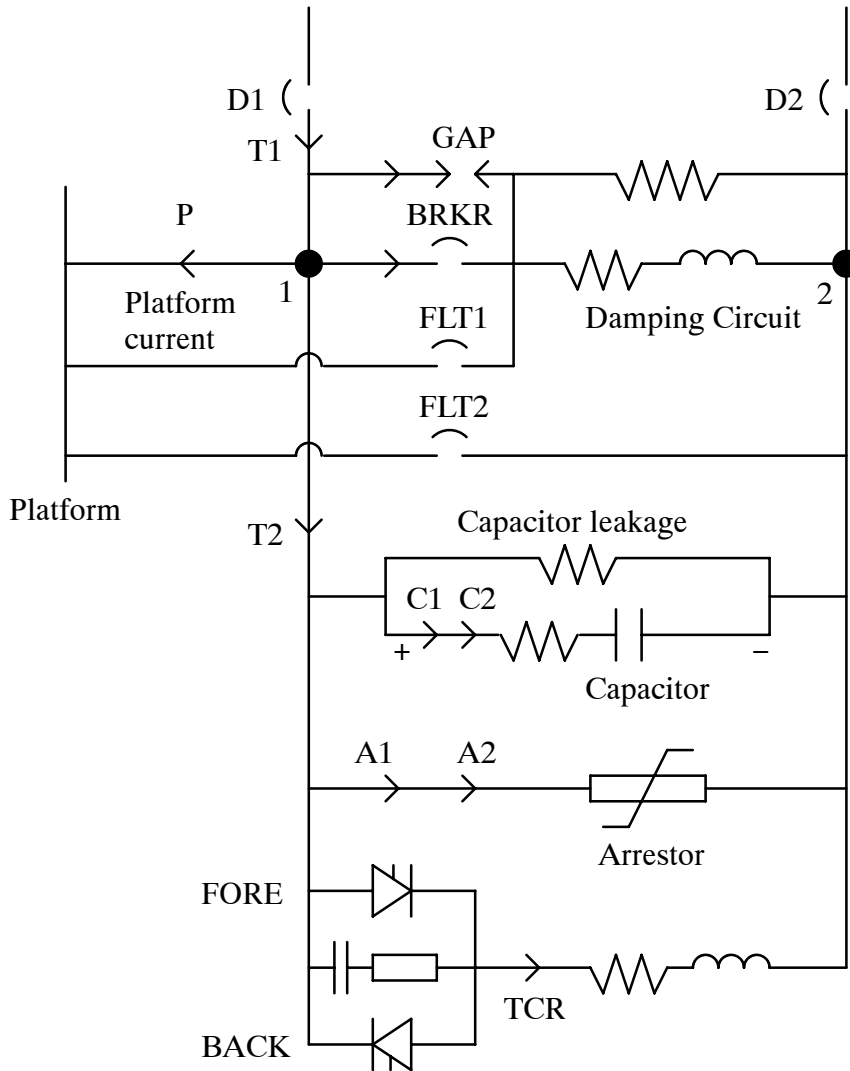 D1
D2
T1
GAP
P
BRKR
1
2
Platform
current
FLT1
Damping Circuit
FLT2
Platform
T2
Capacitor leakage
C1
C2
+
–
Capacitor
A1
A2
Arrestor
FORE
TCR
BACK